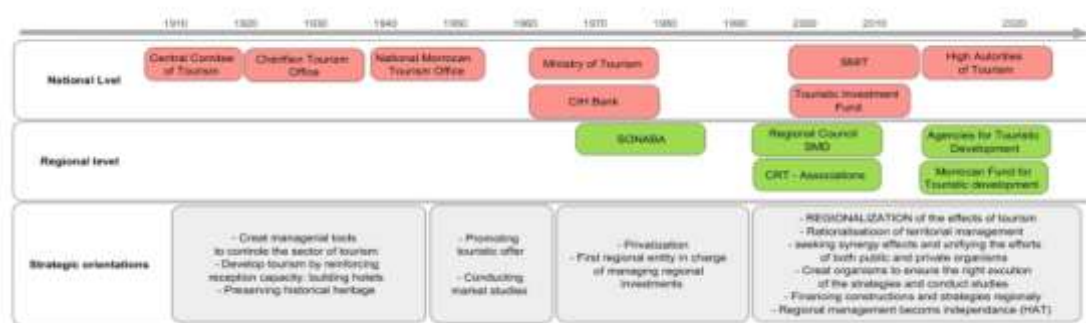 1910 1920 1930 1940 1950 1960 1970 1980 1990 2000 2010 2020
National Lvel
Central Comitee
of Tourism
Cherifien Tourism
Office
National Morrocan
Tourism Office
Ministry of Tourism
CIH Bank
SMIT
Touristic Investment
Fund
High Autorities
of Tourism
Regional level
SONABA
Regional Council
SMD
CRT - Associations
Agencies for Touristic
Development
Moroccan Fund for
Touristic development
Strategic orientations
- Creat managerial tools
to controle the sector of tourism
- Develop tourism by reinforcing
reception capacity: building hotels
- Preserving historical heritage
- Promoting
touristic offer
- Conducting
market studies
- Privatization
- First regional entity in charge
of managing regional
investments
- REGIONALIZATION of the effects of tourism
- Rationalisatioon of territorial management
- seeking synergy effects and unifying the efforts
of both public and private organisms
- Creat organisms to ensure the right excution
of the strategies and conduct studies
- Financing constructions and strategies regionaly
- Regional management becoms independance (HAT)